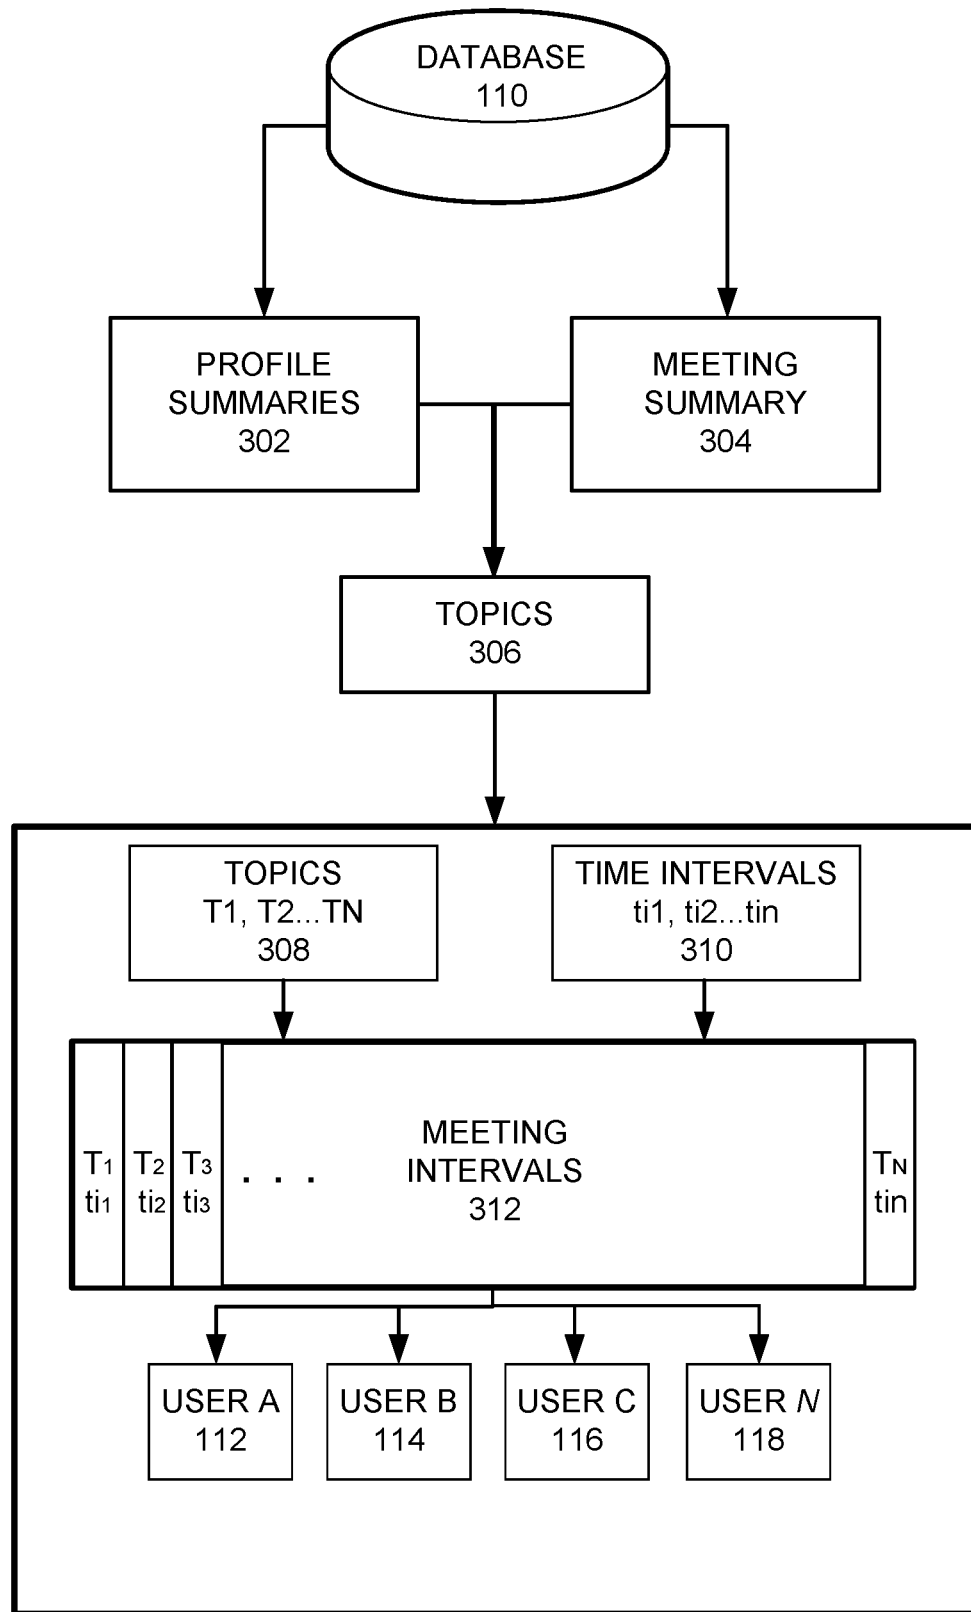 DATABASE
110
PROFILE
SUMMARIES
302
MEETING
SUMMARY
304
TOPICS
306
TOPICS
T1, T2...TN
308
TIME INTERVALS
ti1, ti2...tin
310
T1
ti1
T2
ti2
T3
ti3
. . .
MEETING
INTERVALS
312
TN
tin
USER A
112
USER B
114
USER C
116
USER N
118